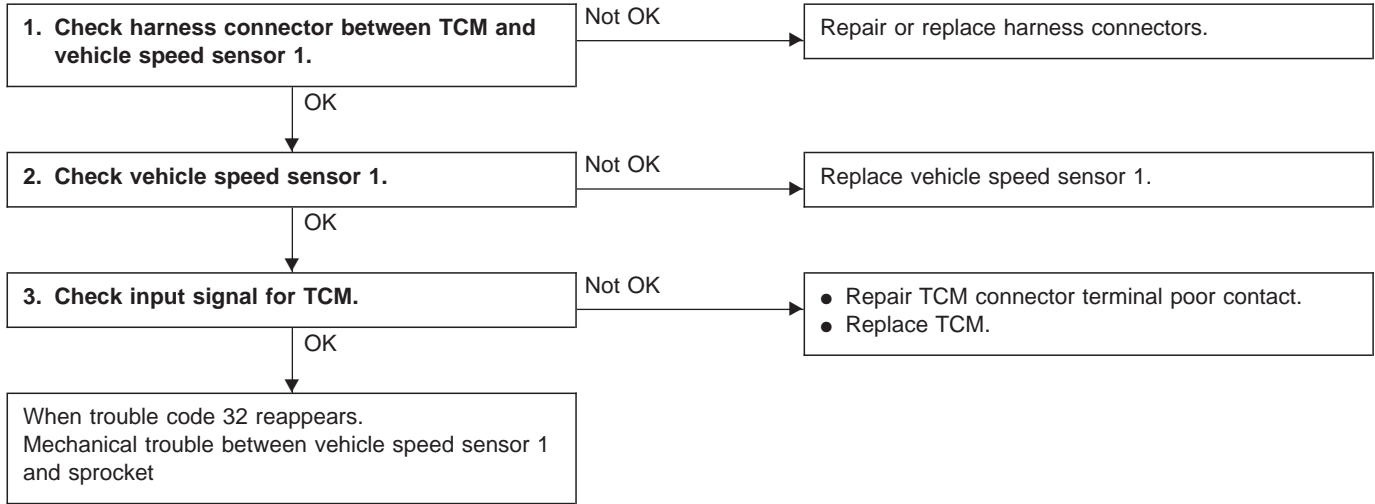 1. Check harness connector between TCM and
vehicle speed sensor 1.
Not OK
Repair or replace harness connectors.
OK
2. Check vehicle speed sensor 1.
Not OK
Replace vehicle speed sensor 1.
OK
3. Check input signal for TCM.
Not OK
● Repair TCM connector terminal poor contact.
● Replace TCM.
OK
When trouble code 32 reappears.
Mechanical trouble between vehicle speed sensor 1
and sprocket